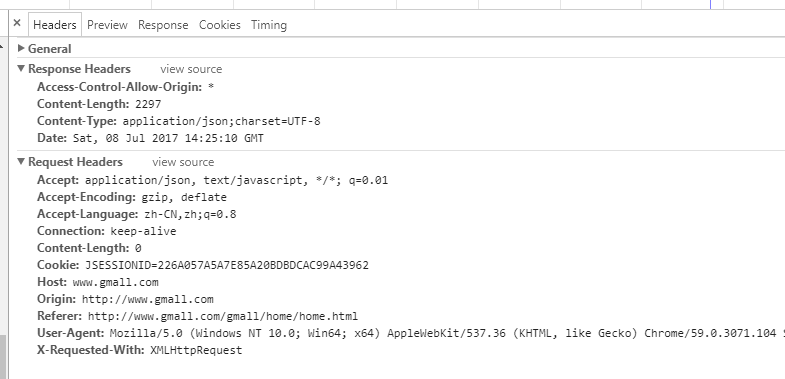 Headers Preview Response Cookies Timing
General
Response Headers view source
Access-Control-Allow-Origin: *
Content-Length: 2297
Content-Type: application/json;charset=UTF-8
Date: Sat, 08 Jul 2017 14:25:10 GMT
Request Headers view source
Accept: application/json, text/javascript, */*; q=0.01
Accept-Encoding: gzip, deflate
Accept-Language: zh-CN,zh;q=0.8
Connection: keep-alive
Content-Length: 0
Cookie: JSESSIONID=226A057A5A7E85A20BDBDCAC99A43962
Host: www.gmall.com
Origin: http://www.gmall.com
Referer: http://www.gmall.com/gmall/home/home.html
User-Agent: Mozilla/5.0 (Windows NT 10.0; Win64; x64) AppleWebKit/537.36 (KHTML, like Gecko) Chrome/59.0.3071.104 S
X-Requested-With: XMLHttpRequest